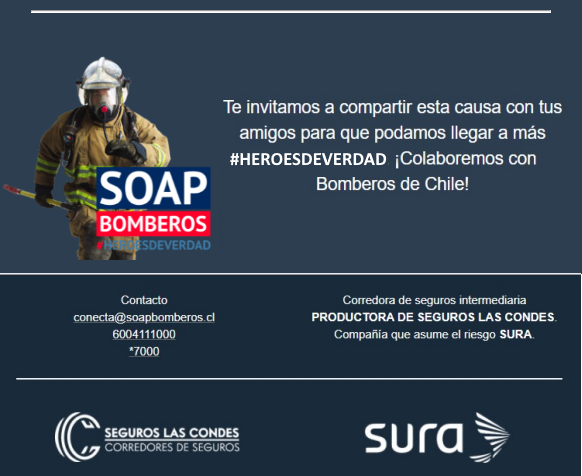 Te invitamos a compartir esta causa con tus
amigos para que podamos llegar a más
#HEROESDEVERDAD ¡Colaboremos con
Bomberos de Chile!
SOAP
BOMBEROS
#HEROESDEVERDAD
Contacto
conecta@soapbomberos.cl
6004111000
*7000
Corredora de seguros intermediaria
PRODUCTORA DE SEGUROS LAS CONDES.
Compañía que asume el riesgo SURA.
SEGUROS LAS CONDES
CORREDORES DE SEGUROS
sura